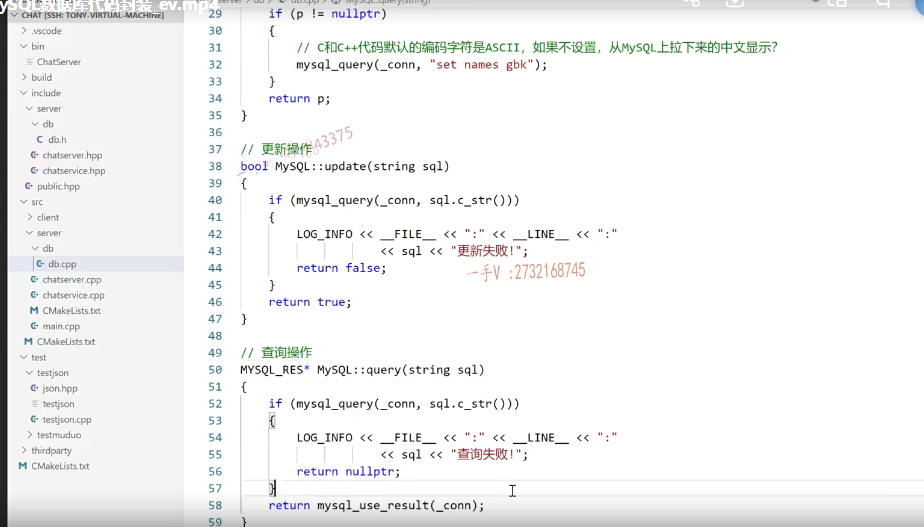 ySQL数据库代码封装_ev.mp4
CHAT [SSH: TONY-VIRTUAL-MACHINE]
.vscode
bin
ChatServer
build
include
server
db
db.h
chatserver.hpp
chatservice.hpp
public.hpp
src
client
server
db
db.cpp
chatserver.cpp
chatservice.cpp
CMakeLists.txt
main.cpp
CMakeLists.txt
test
testjson
json.hpp
testjson
testjson.cpp
testmuduo
thirdparty
CMakeLists.txt
29 if (p != nullptr)
30 {
31 // C和C++代码默认的编码字符是ASCII，如果不设置，从MySQL上拉下来的中文显示？
32 mysql_query(_conn, "set names gbk");
33 }
34 return p;
35 }
36
37 // 更新操作
38 bool MySQL::update(string sql)
39 {
40 if (mysql_query(_conn, sql.c_str()))
41 {
42 LOG_INFO << __FILE__ << ":" << __LINE__ << ":"
43 << sql << "更新失败!";
44 return false;
45 }
46 return true;
47 }
48
49 // 查询操作
50 MYSQL_RES* MySQL::query(string sql)
51 {
52 if (mysql_query(_conn, sql.c_str()))
53 {
54 LOG_INFO << __FILE__ << ":" << __LINE__ << ":"
55 << sql << "查询失败!";
56 return nullptr;
57 }
58 return mysql_use_result(_conn);
59 }
一手V :2732168745